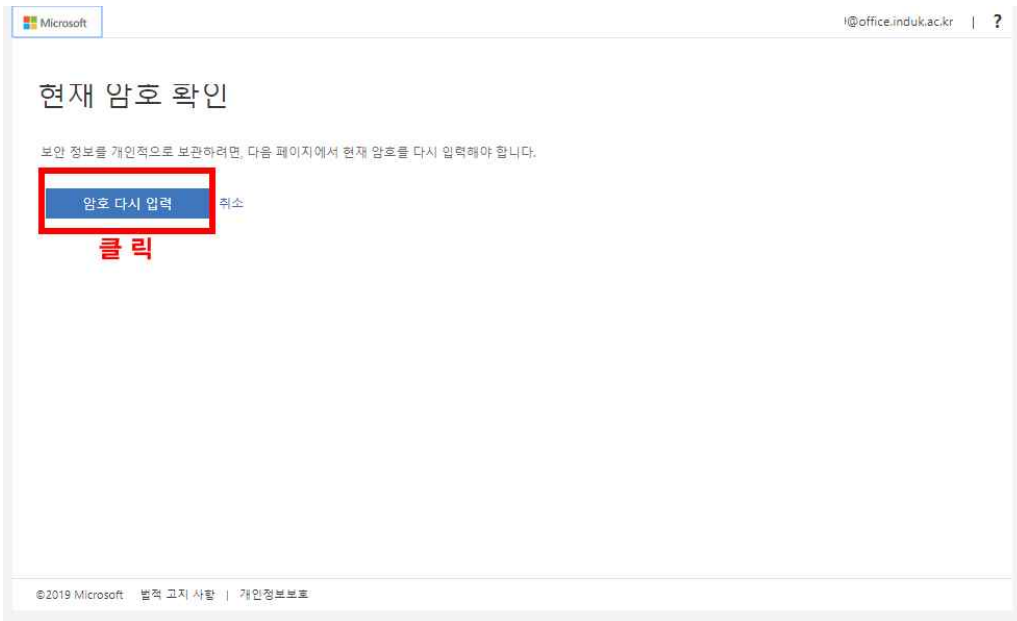 Microsoft
@office.induk.ac.kr | ?
현재 암호 확인
보안 정보를 개인적으로 보관하려면, 다음 페이지에서 현재 암호를 다시 입력해야 합니다.
암호 다시 입력 취소
클 릭
©2019 Microsoft 법적 고지 사항 | 개인정보보호